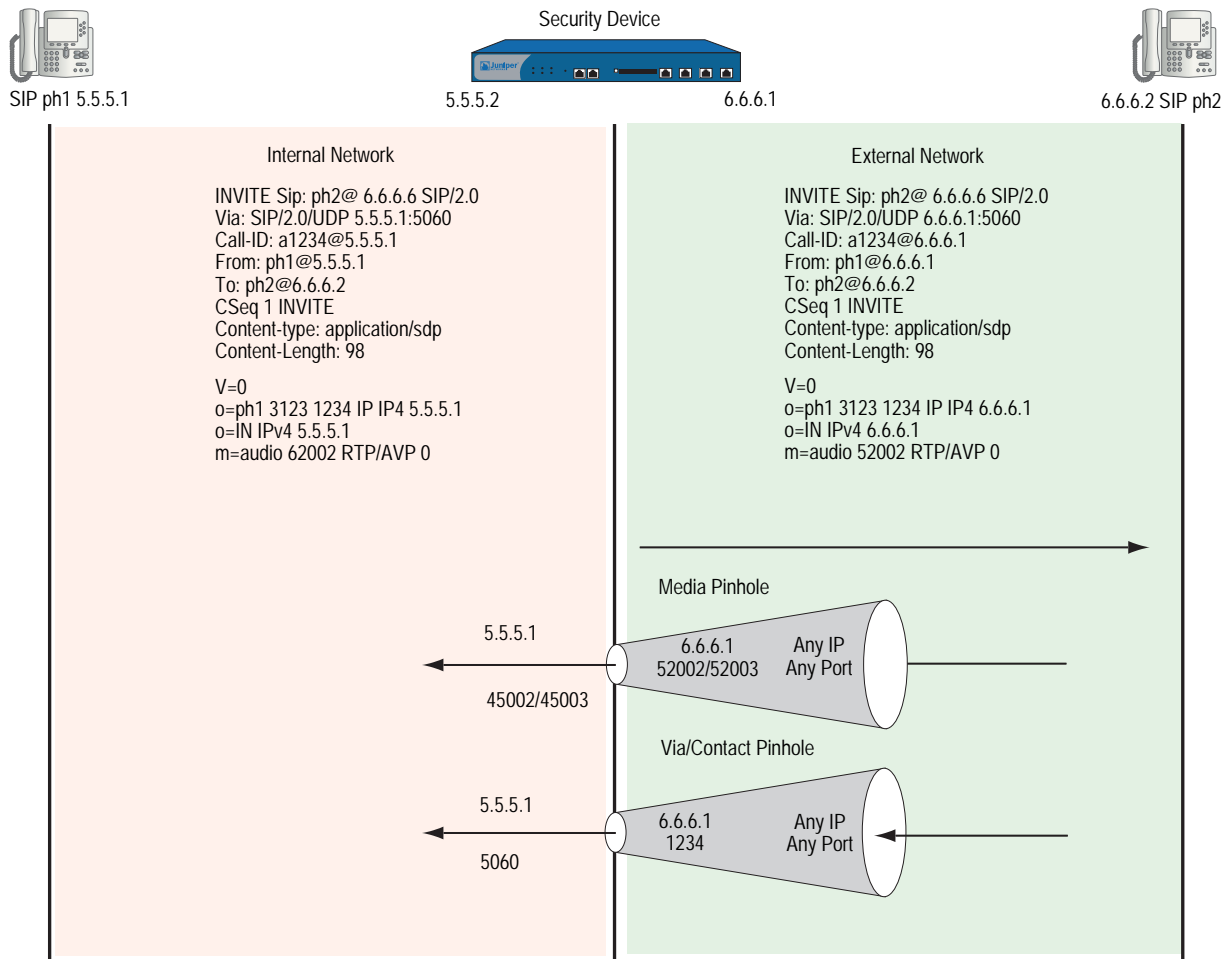 Security Device
Juniper
SIP ph1 5.5.5.1
5.5.5.2
6.6.6.1
6.6.6.2 SIP ph2
Internal Network
INVITE Sip: ph2@ 6.6.6.6 SIP/2.0
Via: SIP/2.0/UDP 5.5.5.1:5060
Call-ID: a1234@5.5.5.1
From: ph1@5.5.5.1
To: ph2@6.6.6.2
CSeq 1 INVITE
Content-type: application/sdp
Content-Length: 98
V=0
o=ph1 3123 1234 IP IP4 5.5.5.1
o=IN IPv4 5.5.5.1
m=audio 62002 RTP/AVP 0
External Network
INVITE Sip: ph2@ 6.6.6.6 SIP/2.0
Via: SIP/2.0/UDP 6.6.6.1:5060
Call-ID: a1234@6.6.6.1
From: ph1@6.6.6.1
To: ph2@6.6.6.2
CSeq 1 INVITE
Content-type: application/sdp
Content-Length: 98
V=0
o=ph1 3123 1234 IP IP4 6.6.6.1
o=IN IPv4 6.6.6.1
m=audio 52002 RTP/AVP 0
Media Pinhole
5.5.5.1
45002/45003
6.6.6.1
52002/52003
Any IP
Any Port
Via/Contact Pinhole
5.5.5.1
5060
6.6.6.1
1234
Any IP
Any Port